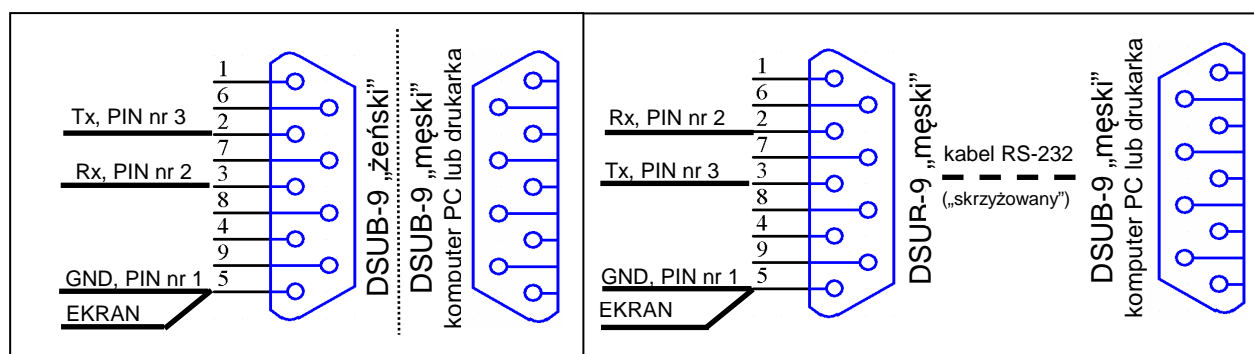 1
6
Tx, PIN nr 3
2
7
Rx, PIN nr 2
3
8
4
9
GND, PIN nr 1
5
EKRAN
DSUB-9 „żeński”
DSUB-9 „męski”
komputer PC lub drukarka
1
6
Rx, PIN nr 2
2
7
Tx, PIN nr 3
3
8
4
9
GND, PIN nr 1
5
EKRAN
DSUB-9 „męski”
kabel RS-232
(„skrzyżowany”)
DSUB-9 „męski”
komputer PC lub drukarka